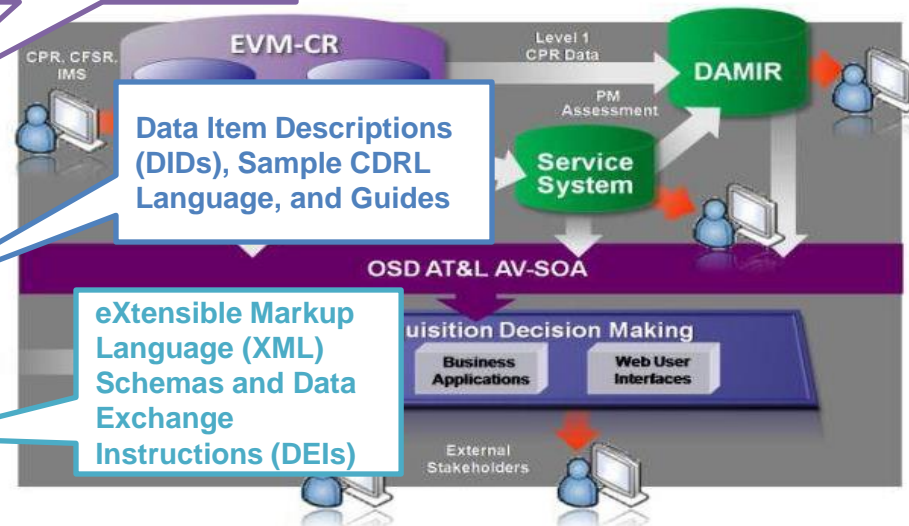 EVM-CR
Level 1
CPR Data
CPR. CFSR.
IMS
DAMIR
PM
Assessment
Data Item Descriptions
(DIDs), Sample CDRL
Language, and Guides
Service
System
OSD AT&L AV-SOA
eXtensible Markup
Language (XML)
Schemas and Data
Exchange
Instructions (DEIs)
uisition Decision Making
Business
Applications
Web User
Interfaces
External
Stakeholders